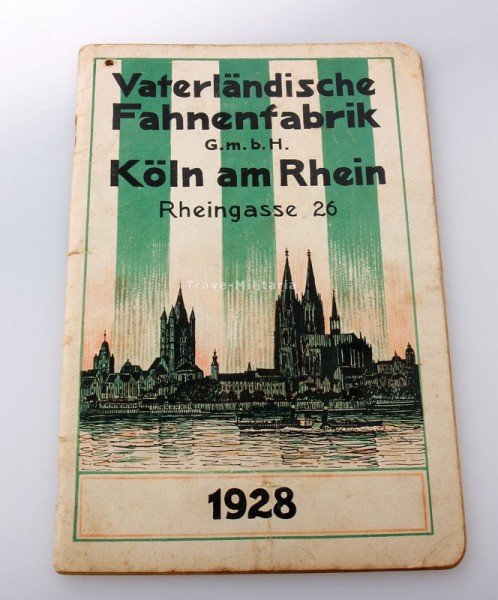 Vaterländische
Fahnenfabrik
G.m.b.H.
Köln am Rhein
Rheingasse 26
Trave-Militaria
1928